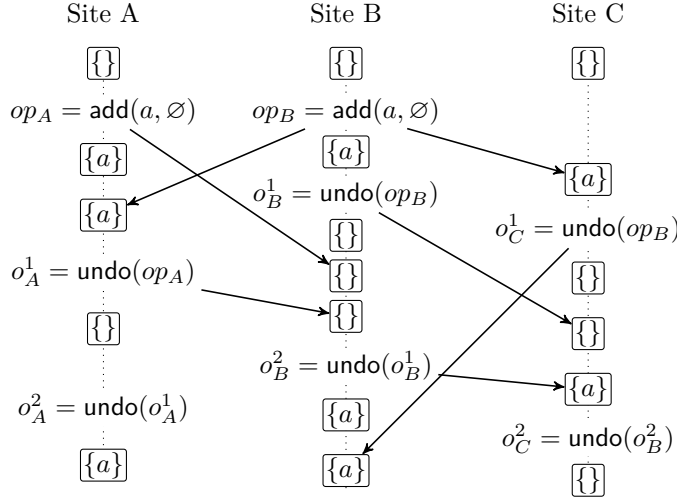 Site A Site B Site C
{} {} {}
op_A = add(a, ∅) op_B = add(a, ∅)
{a} {a}
{a}
{a} o_B^1 = undo(op_B)
{} o_C^1 = undo(op_B)
o_A^1 = undo(op_A) {} {}
{} {} {}
o_B^2 = undo(o_B^1)
{a}
o_A^2 = undo(o_A^1) {a}
o_C^2 = undo(o_B^2)
{a} {a} {}